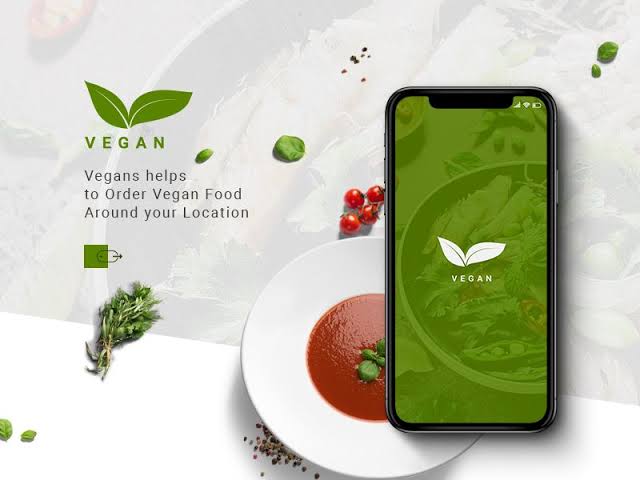 VEGAN
Vegans helps
to Order Vegan Food
Around your Location
VEGAN